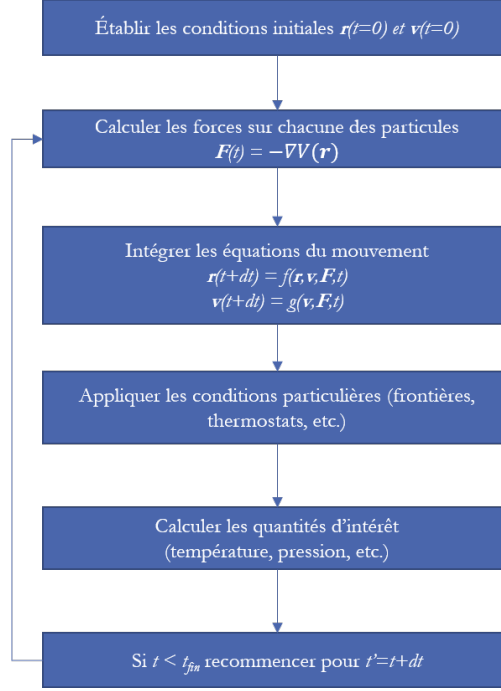 Établir les conditions initiales r(t=0) et v(t=0)
Calculer les forces sur chacune des particules
F(t) = −∇V(r)
Intégrer les équations du mouvement
r(t+dt) = f(r,v,F,t)
v(t+dt) = g(v,F,t)
Appliquer les conditions particulières (frontières,
thermostats, etc.)
Calculer les quantités d'intérêt
(température, pression, etc.)
Si t < t_fin recommencer pour t'=t+dt